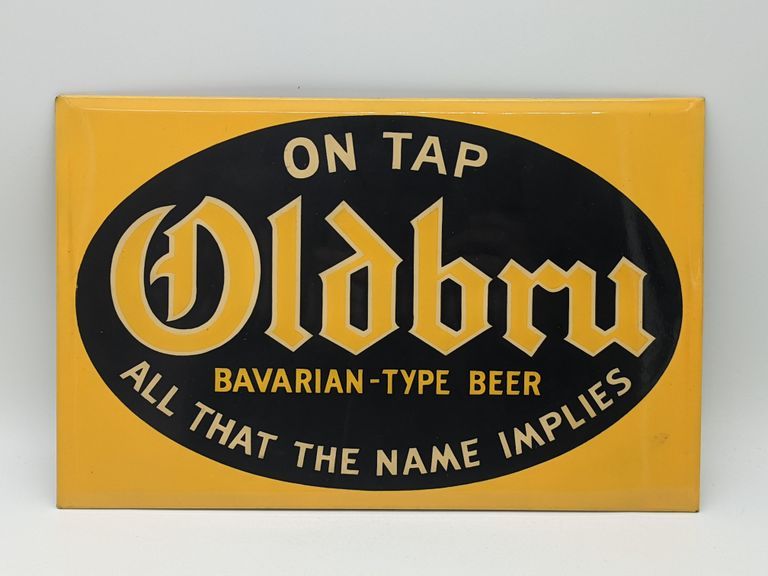 ON TAP
Oldbru
BAVARIAN-TYPE BEER
ALL THAT THE NAME IMPLIES